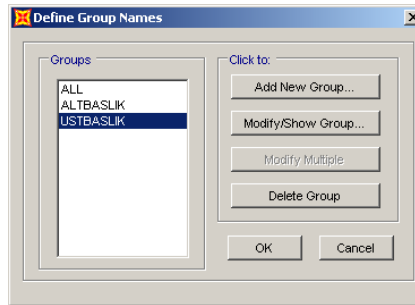 Define Group Names
Groups
ALL
ALTBASLIK
USTBASLIK
Click to:
Add New Group...
Modify/Show Group...
Modify Multiple
Delete Group
OK
Cancel